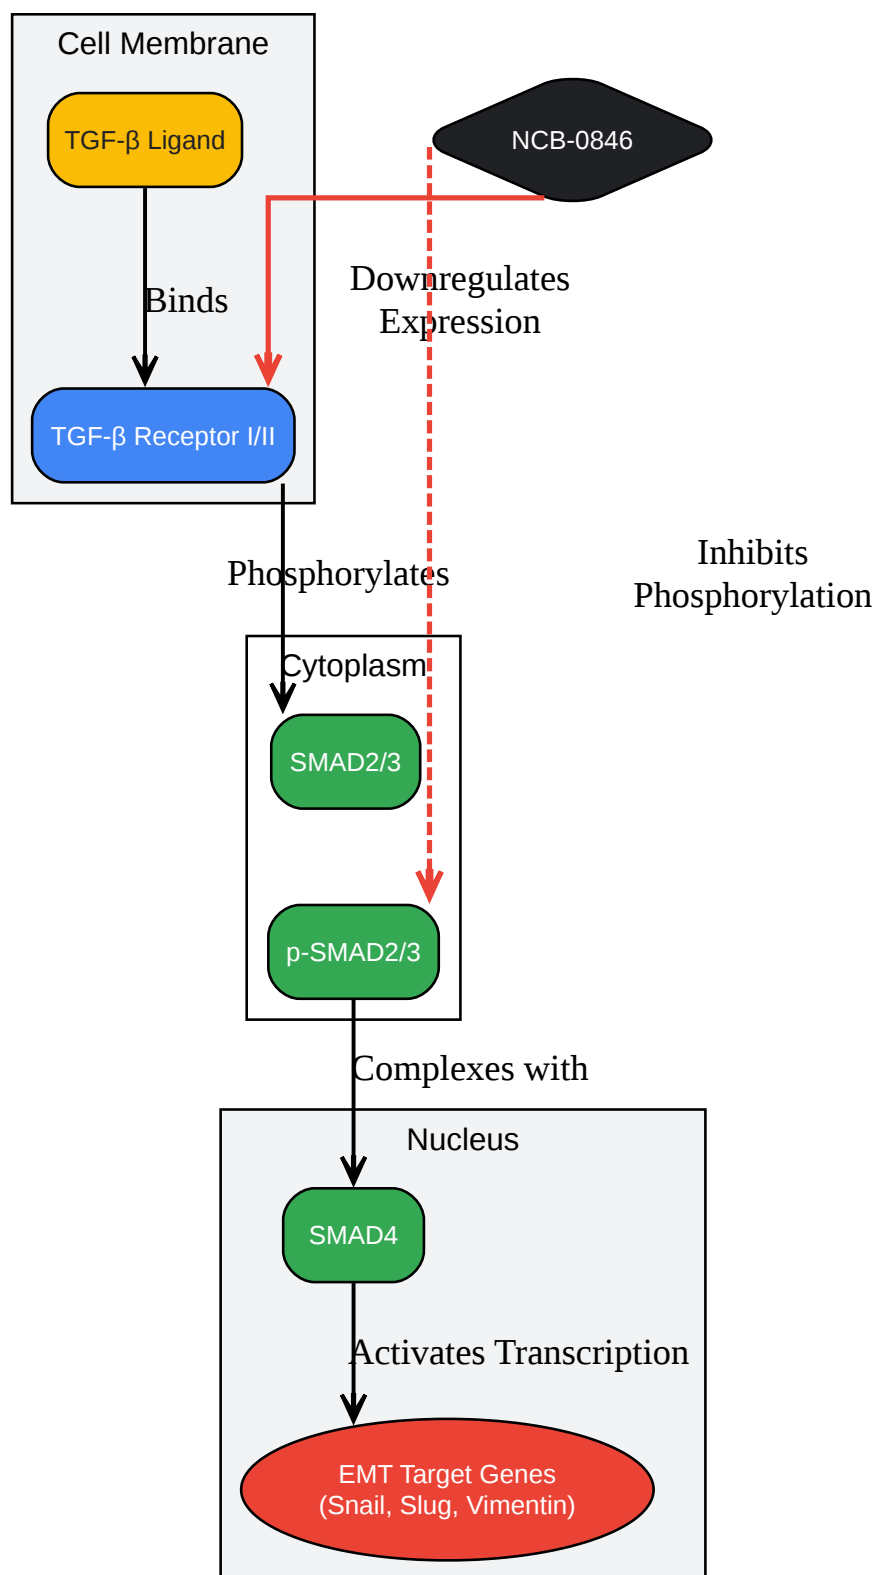 Cell Membrane
TGF-β Ligand
NCB-0846
Binds
Downregulates
Expression
TGF-β Receptor I/II
Phosphorylates
Inhibits
Phosphorylation
Cytoplasm
SMAD2/3
p-SMAD2/3
Complexes with
Nucleus
SMAD4
Activates Transcription
EMT Target Genes
(Snail, Slug, Vimentin)